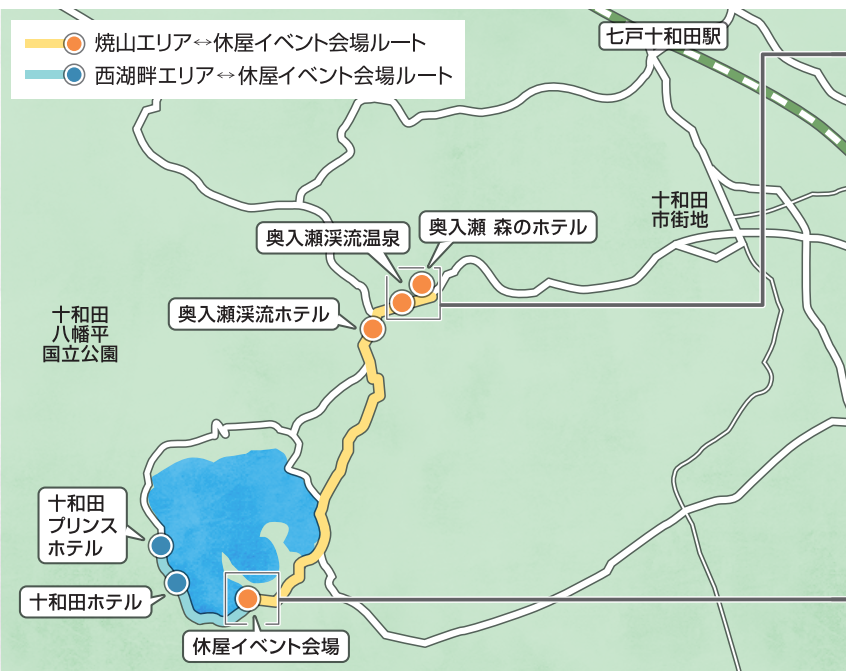 焼山エリア↔休屋イベント会場ルート
西湖畔エリア↔休屋イベント会場ルート
七戸十和田駅
十和田
市街地
奥入瀬渓流温泉
奥入瀬 森のホテル
奥入瀬渓流ホテル
十和田
八幡平
国立公園
十和田
プリンス
ホテル
十和田ホテル
休屋イベント会場